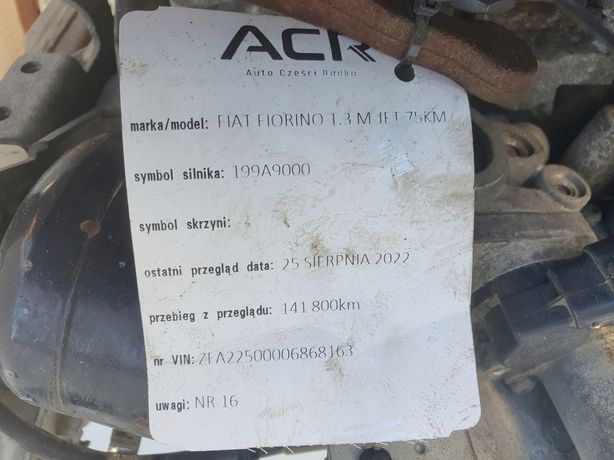 ACR
Auto Części Rudko
marka/model: FIAT FIORINO 1.3 M JET 75KM
symbol silnika: 199A9000
symbol skrzyni:
ostatni przegląd data: 25 SIERPNIA 2022
przebieg z przeglądu: 141 800km
nr VIN: ZFA22500006868163
uwagi: NR 16